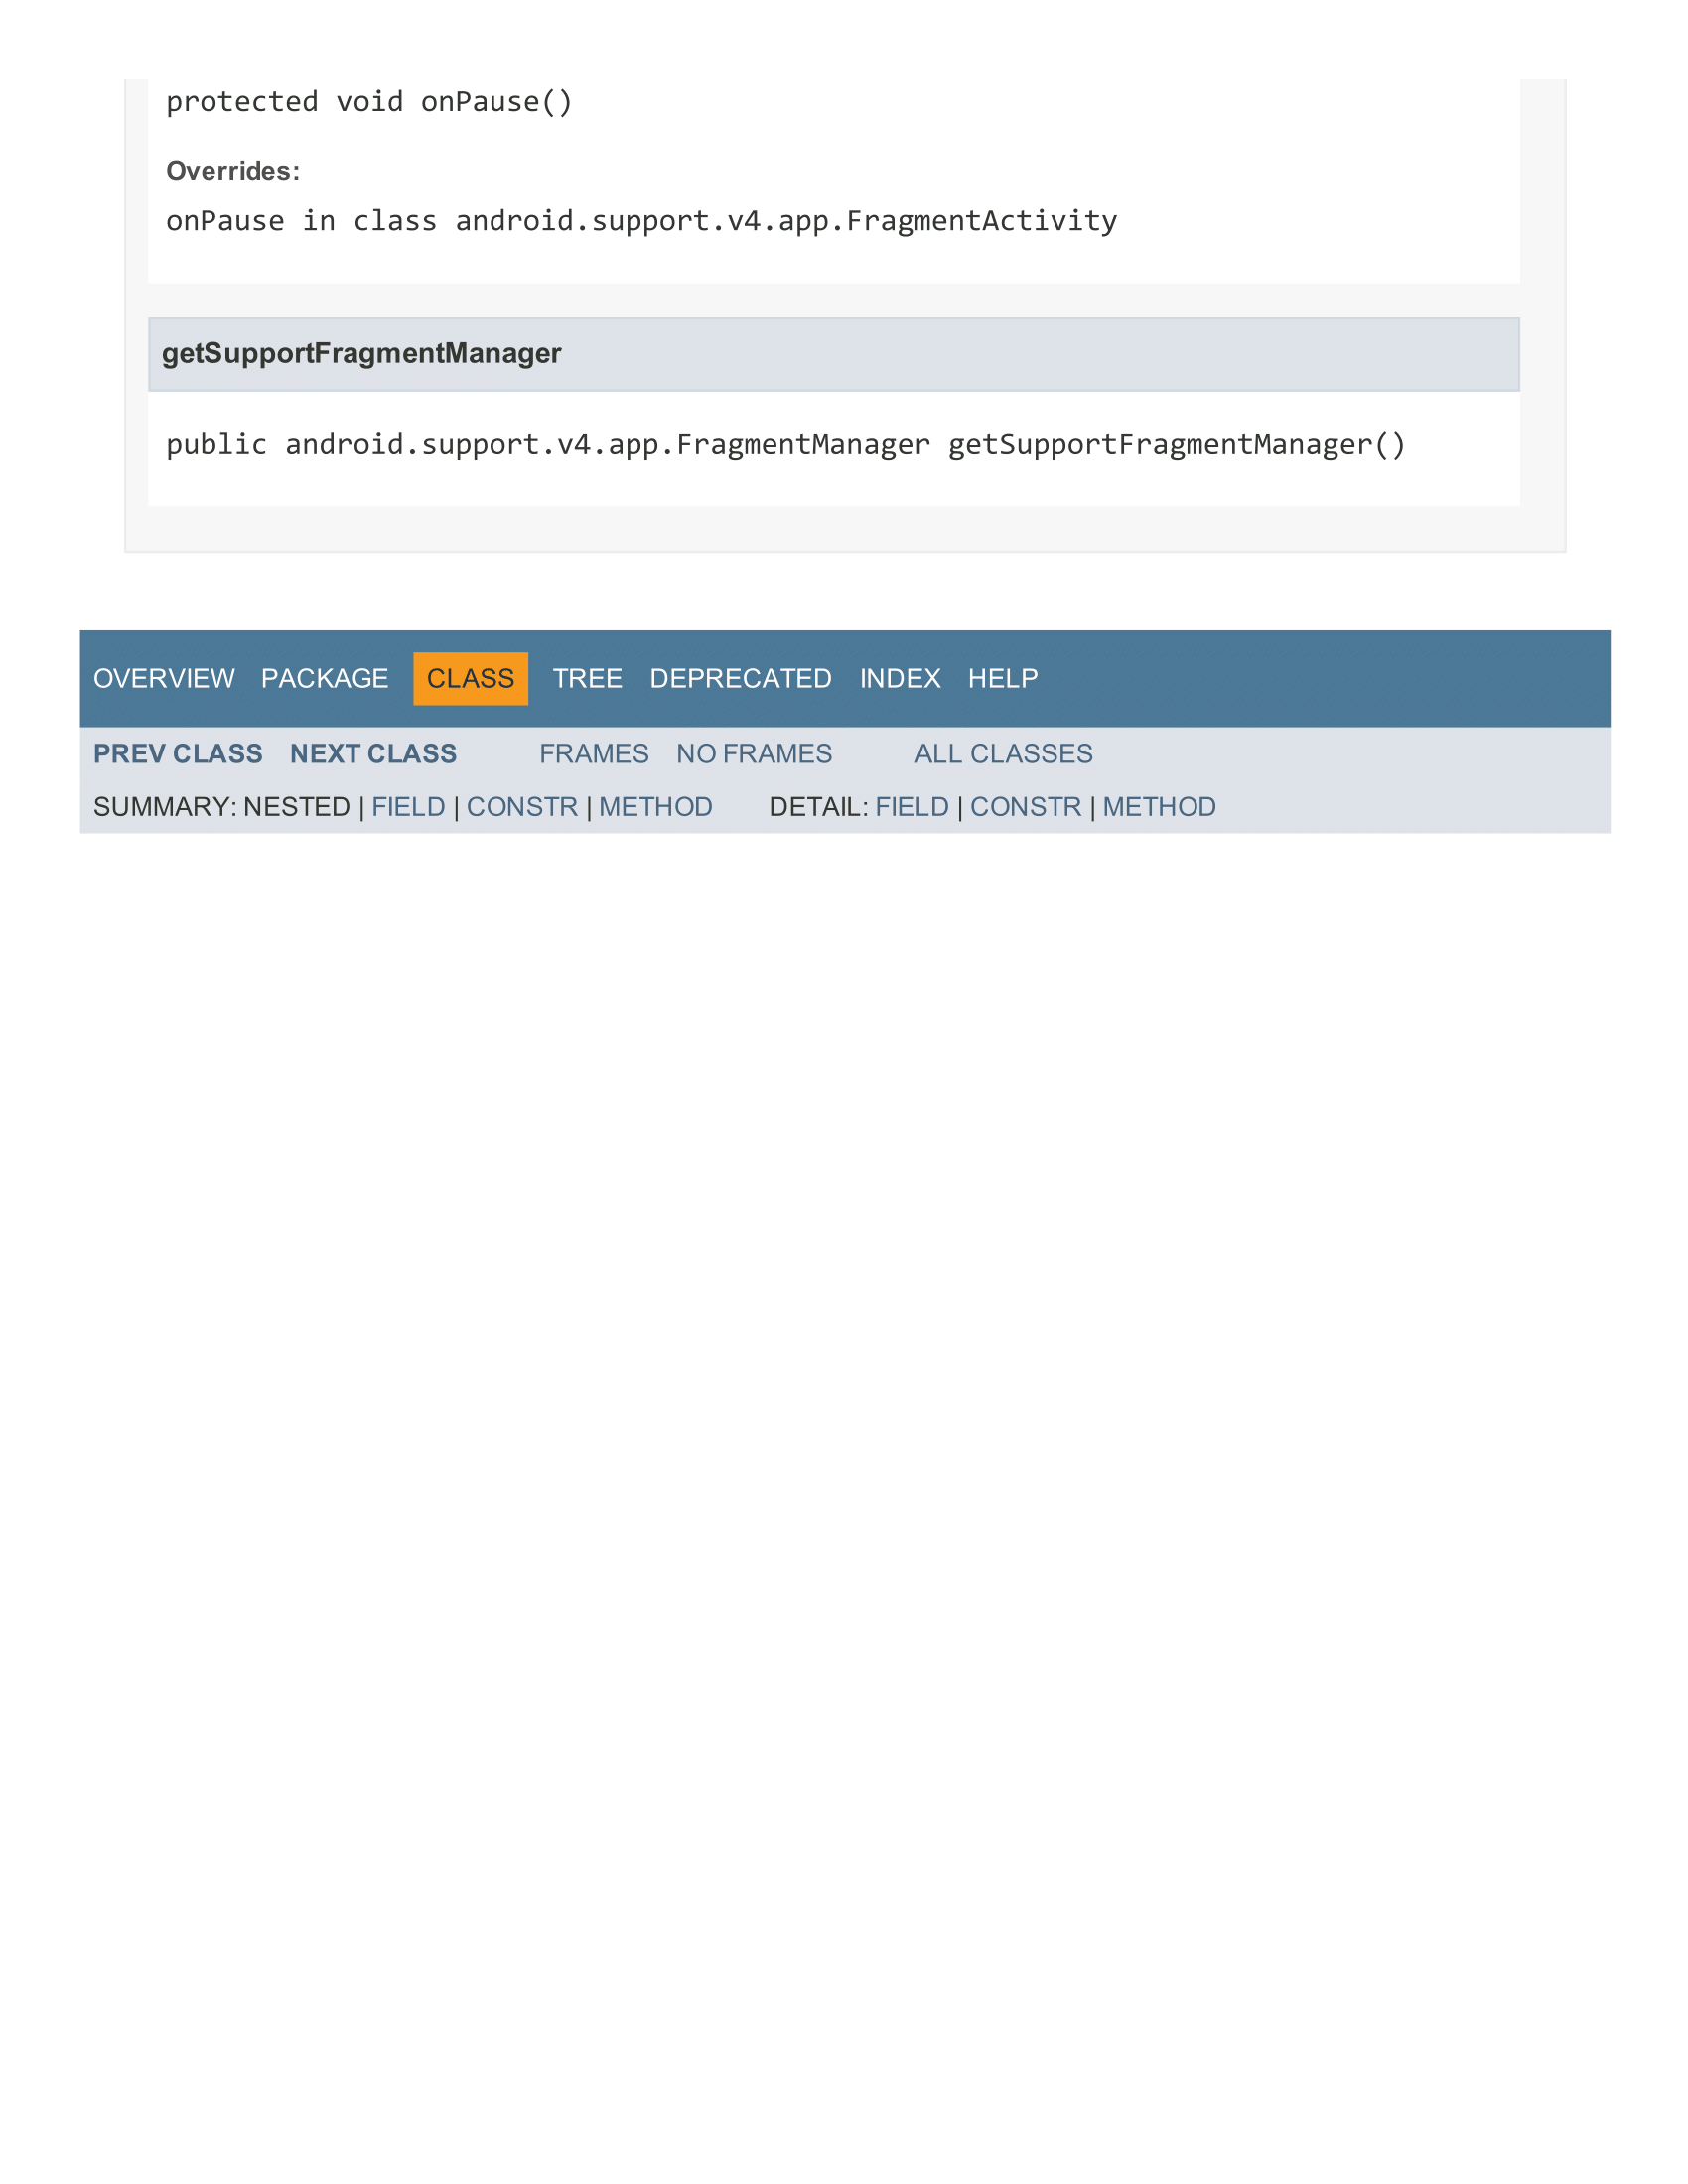 protected void onPause()
Overrides:
onPause in class android.support.v4.app.FragmentActivity
getSupportFragmentManager
public android.support.v4.app.FragmentManager getSupportFragmentManager()
OVERVIEW PACKAGE CLASS TREE DEPRECATED INDEX HELP
PREV CLASS NEXT CLASS FRAMES NO FRAMES ALL CLASSES
SUMMARY: NESTED | FIELD | CONSTR | METHOD DETAIL: FIELD | CONSTR | METHOD